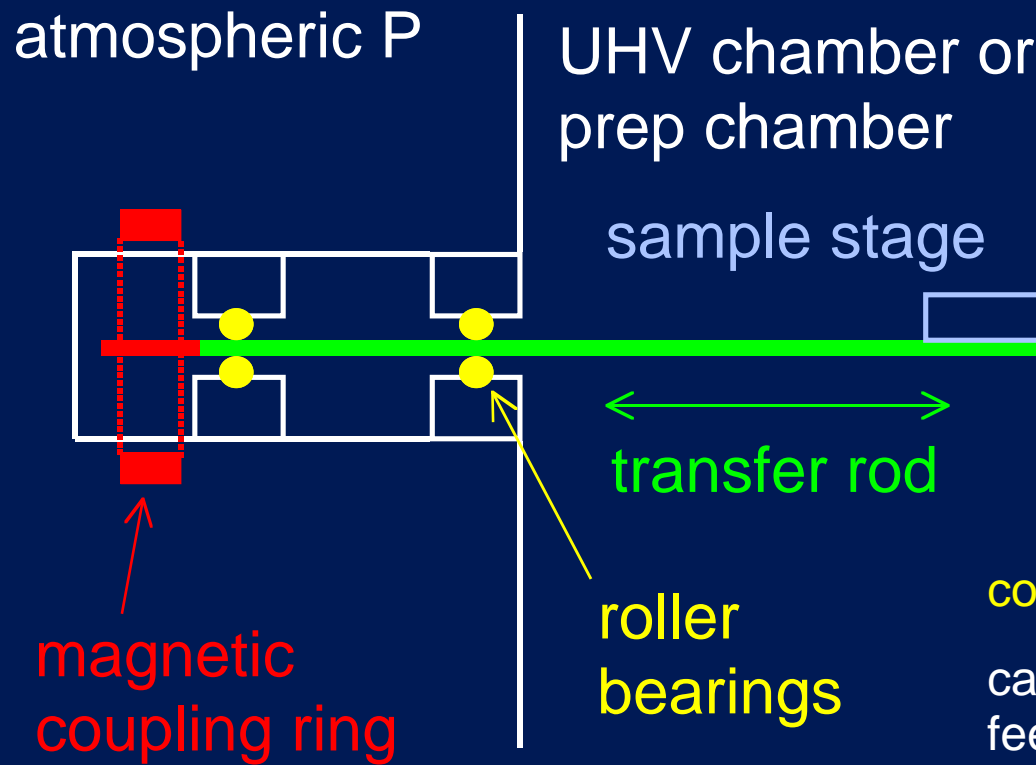 atmospheric P
UHV chamber or
prep chamber
sample stage
transfer rod
roller
bearings
magnetic
coupling ring